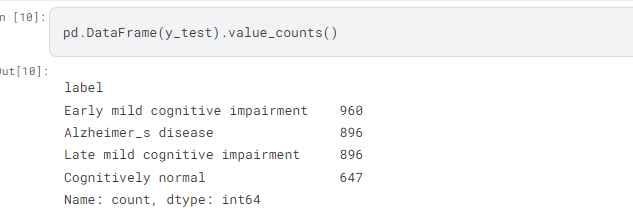 n [10]:
pd.DataFrame(y_test).value_counts()
Out[10]:
label
Early mild cognitive impairment    960
Alzheimer_s disease    896
Late mild cognitive impairment    896
Cognitively normal    647
Name: count, dtype: int64